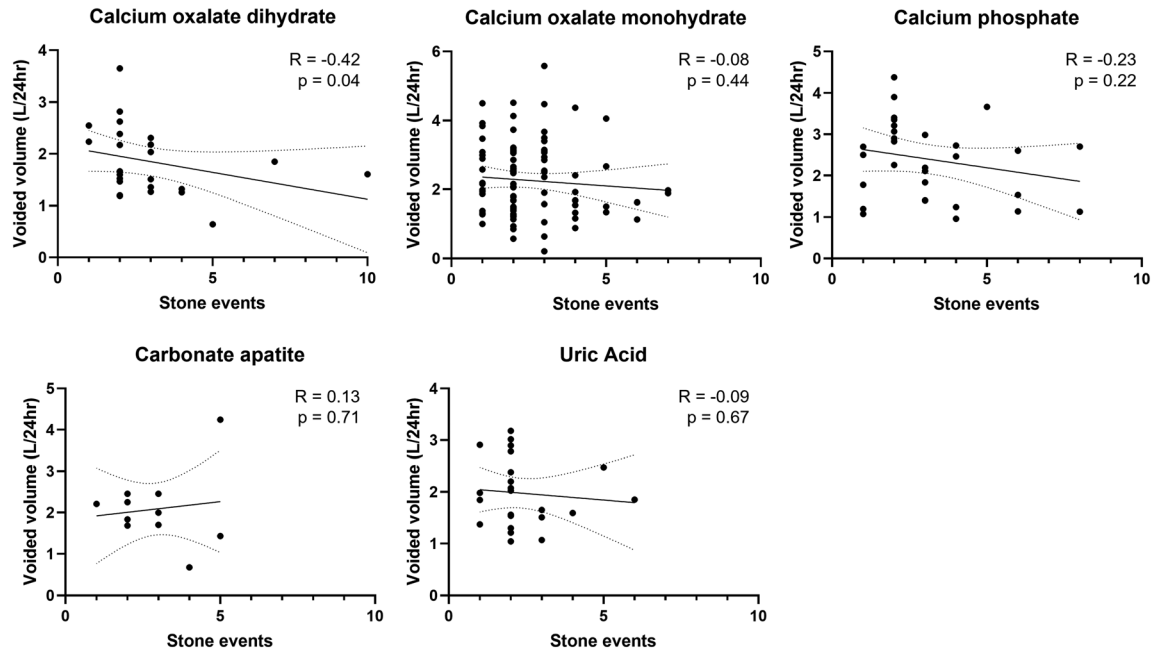 Calcium oxalate dihydrate
R = -0.42
p = 0.04
Voided volume (L/24hr)
4
3
2
1
0
0 5 10
Stone events
Calcium oxalate monohydrate
R = -0.08
p = 0.44
Voided volume (L/24hr)
6
4
2
0
0 5 10
Stone events
Calcium phosphate
R = -0.23
p = 0.22
Voided volume (L/24hr)
5
4
3
2
1
0
0 5 10
Stone events
Carbonate apatite
R = 0.13
p = 0.71
Voided volume (L/24hr)
5
4
3
2
1
0
0 5 10
Stone events
Uric Acid
R = -0.09
p = 0.67
Voided volume (L/24hr)
4
3
2
1
0
0 5 10
Stone events